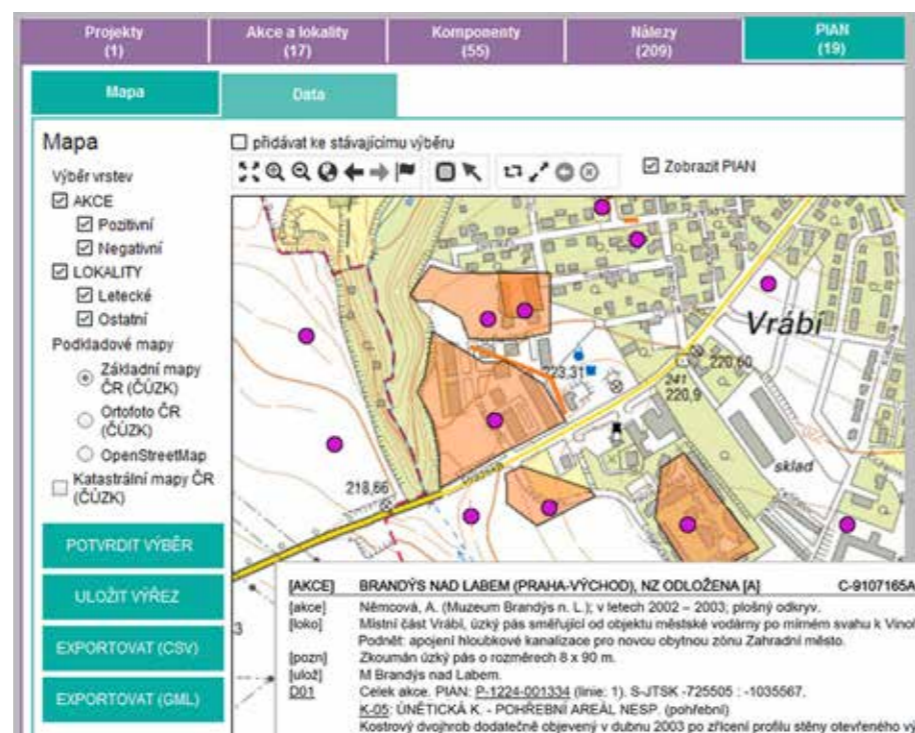 Projekty
(1)
Akce a lokality
(17)
Komponenty
(55)
Nálezy
(209)
PIAN
(19)
Mapa
Data
Mapa
přidávat ke stávajícímu výběru
Zobrazit PIAN
Výběr vrstev
AKCE
Pozitivní
Negativní
LOKALITY
Letecké
Ostatní
Podkladové mapy
Základní mapy
ČR (ČÚZK)
Ortofoto ČR
(ČÚZK)
OpenStreetMap
Katastrální mapy ČR
(ČÚZK)
POTVRDIT VÝBĚR
ULOŽIT VÝŘEZ
EXPORTOVAT (CSV)
EXPORTOVAT (GML)
Vrábí
223,31
220,60
241
220,9
sklad
218,66
3
[AKCE] BRANDÝS NAD LABEM (PRAHA-VÝCHOD), NZ ODLOŽENA [A] C-9107165A
[akce] Němcová, A. (Muzeum Brandýs n. L.); v letech 2002 – 2003; plošný odkryv.
[loko] Místní část Vrábí, úzký pás směřující od objektu městské vodárny po mírném svahu k Vinoř
Podnět: apojení hloubkové kanalizace pro novou obytnou zónu Zahradní město.
[pozn] Zkoumán úzký pás o rozměrech 8 x 90 m.
[ulož] M Brandýs nad Labem.
D01 Celek akce. PIAN: P-1224-001334 (linie: 1). S-JTSK -725505 : -1035567.
K-05: ÚNĚTICKÁ K. - POHŘEBNÍ AREÁL NESP. (pohřební)
Kostrový dvojhrob dodatečně objevený v dubnu 2003 po zřícení profilu stěny otevřeného vý